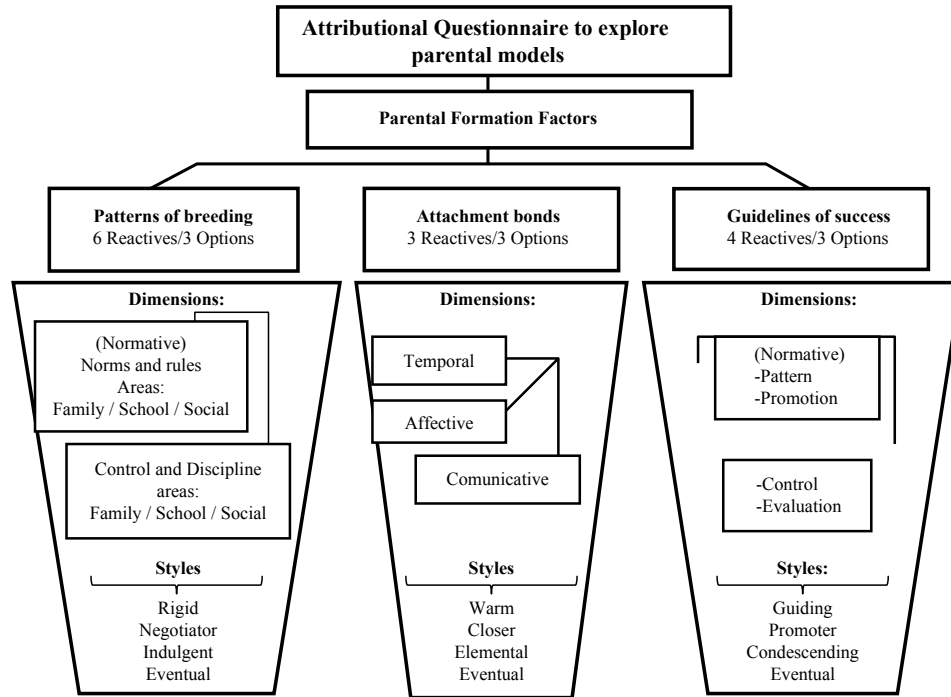 Attributional Questionnaire to explore
parental models
Parental Formation Factors
Patterns of breeding
6 Reactives/3 Options
Attachment bonds
3 Reactives/3 Options
Guidelines of success
4 Reactives/3 Options
Dimensions:
(Normative)
Norms and rules
Areas:
Family / School / Social
Control and Discipline
areas:
Family / School / Social
Styles
Rigid
Negotiator
Indulgent
Eventual
Dimensions:
Temporal
Affective
Comunicative
Styles
Warm
Closer
Elemental
Eventual
Dimensions:
(Normative)
-Pattern
-Promotion
-Control
-Evaluation
Styles:
Guiding
Promoter
Condescending
Eventual